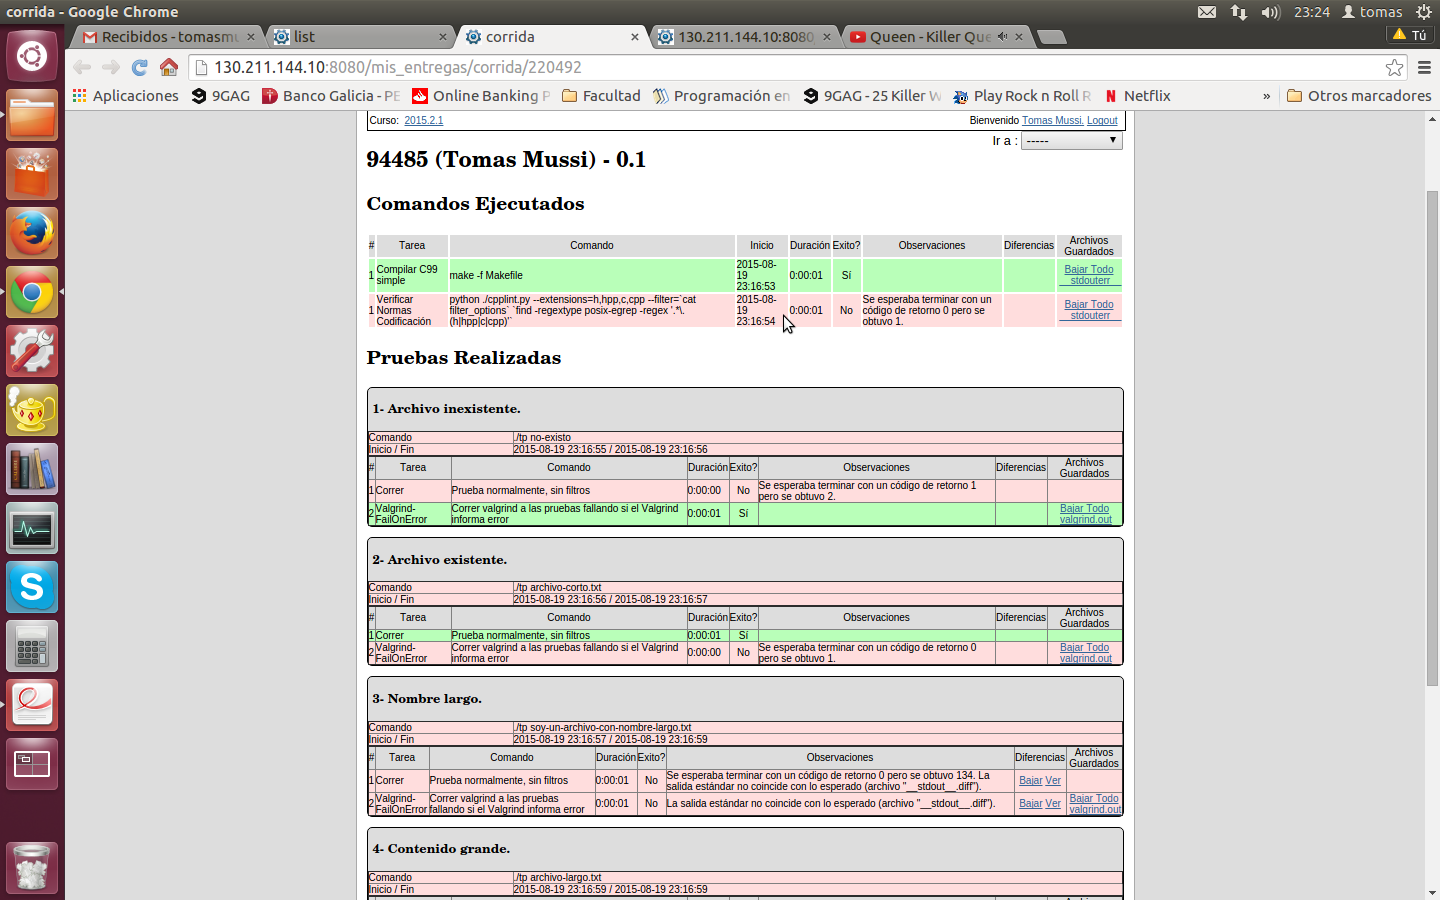 corrida - Google Chrome
23:24 tomas
Recibidos - tomasmu
list
corrida
130.211.144.10:8080
Queen - Killer Que
Tú
130.211.144.10:8080/mis_entregas/corrida/220492
Aplicaciones
9GAG
Banco Galicia - PE
Online Banking P
Facultad
Programación en
9GAG - 25 Killer W
Play Rock n Roll R
Netflix
»
Otros marcadores
Curso: 2015.2.1
Bienvenido Tomas Mussi. Logout
Ir a : -----
94485 (Tomas Mussi) - 0.1
Comandos Ejecutados
# Tarea Comando Inicio Duración Exito? Observaciones Diferencias Archivos Guardados
1 Compilar C99 simple make -f Makefile 2015-08-19 23:16:53 0:00:01 Sí Bajar Todo stdouterr
1 Verificar Normas Codificación python ./cpplint.py --extensions=h,hpp,c,cpp --filter=`cat filter_options` `find -regextype posix-egrep -regex '.*\.(h|hpp|c|cpp)'` 2015-08-19 23:16:54 0:00:01 No Se esperaba terminar con un código de retorno 0 pero se obtuvo 1. Bajar Todo stdouterr
Pruebas Realizadas
1- Archivo inexistente.
Comando ./tp no-existo
Inicio / Fin 2015-08-19 23:16:55 / 2015-08-19 23:16:56
# Tarea Comando Duración Exito? Observaciones Diferencias Archivos Guardados
1 Correr Prueba normalmente, sin filtros 0:00:00 No Se esperaba terminar con un código de retorno 1 pero se obtuvo 2.
2 Valgrind-FailOnError Correr valgrind a las pruebas fallando si el Valgrind informa error 0:00:01 Sí Bajar Todo valgrind.out
2- Archivo existente.
Comando ./tp archivo-corto.txt
Inicio / Fin 2015-08-19 23:16:56 / 2015-08-19 23:16:57
# Tarea Comando Duración Exito? Observaciones Diferencias Archivos Guardados
1 Correr Prueba normalmente, sin filtros 0:00:01 Sí
2 Valgrind-FailOnError Correr valgrind a las pruebas fallando si el Valgrind informa error 0:00:00 No Se esperaba terminar con un código de retorno 0 pero se obtuvo 1. Bajar Todo valgrind.out
3- Nombre largo.
Comando ./tp soy-un-archivo-con-nombre-largo.txt
Inicio / Fin 2015-08-19 23:16:57 / 2015-08-19 23:16:59
# Tarea Comando Duración Exito? Observaciones Diferencias Archivos Guardados
1 Correr Prueba normalmente, sin filtros 0:00:01 No Se esperaba terminar con un código de retorno 0 pero se obtuvo 134. La salida estándar no coincide con lo esperado (archivo "__stdout__.diff"). Bajar Ver
2 Valgrind-FailOnError Correr valgrind a las pruebas fallando si el Valgrind informa error 0:00:01 No La salida estándar no coincide con lo esperado (archivo "__stdout__.diff"). Bajar Ver Bajar Todo valgrind.out
4- Contenido grande.
Comando ./tp archivo-largo.txt
Inicio / Fin 2015-08-19 23:16:59 / 2015-08-19 23:16:59